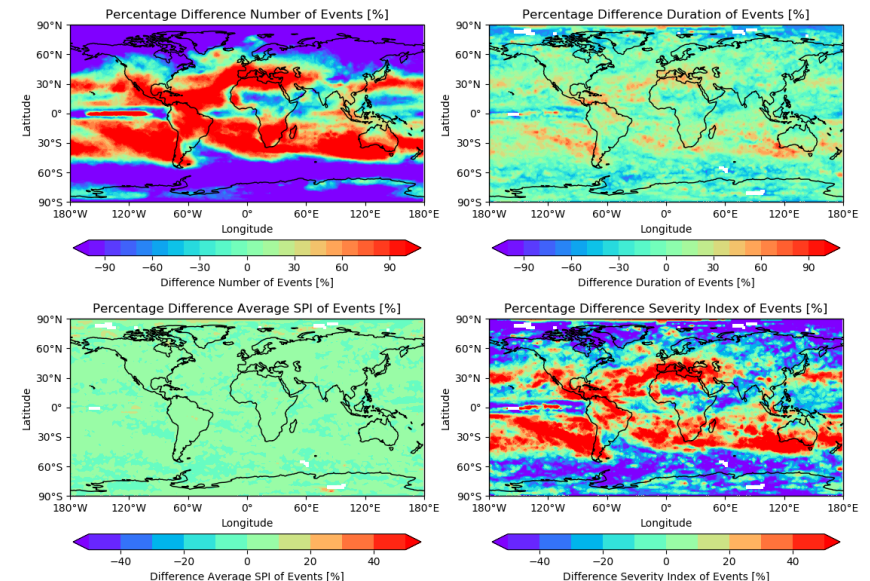 Percentage Difference Number of Events [%]
90°N
60°N
30°N
0°
30°S
60°S
90°S
Latitude
180°W 120°W 60°W 0° 60°E 120°E 180°E
Longitude
−90 −60 −30 0 30 60 90
Difference Number of Events [%]
Percentage Difference Duration of Events [%]
90°N
60°N
30°N
0°
30°S
60°S
90°S
Latitude
180°W 120°W 60°W 0° 60°E 120°E 180°E
Longitude
−90 −60 −30 0 30 60 90
Difference Duration of Events [%]
Percentage Difference Average SPI of Events [%]
90°N
60°N
30°N
0°
30°S
60°S
90°S
Latitude
180°W 120°W 60°W 0° 60°E 120°E 180°E
Longitude
−40 −20 0 20 40
Difference Average SPI of Events [%]
Percentage Difference Severity Index of Events [%]
90°N
60°N
30°N
0°
30°S
60°S
90°S
Latitude
180°W 120°W 60°W 0° 60°E 120°E 180°E
Longitude
−40 −20 0 20 40
Difference Severity Index of Events [%]